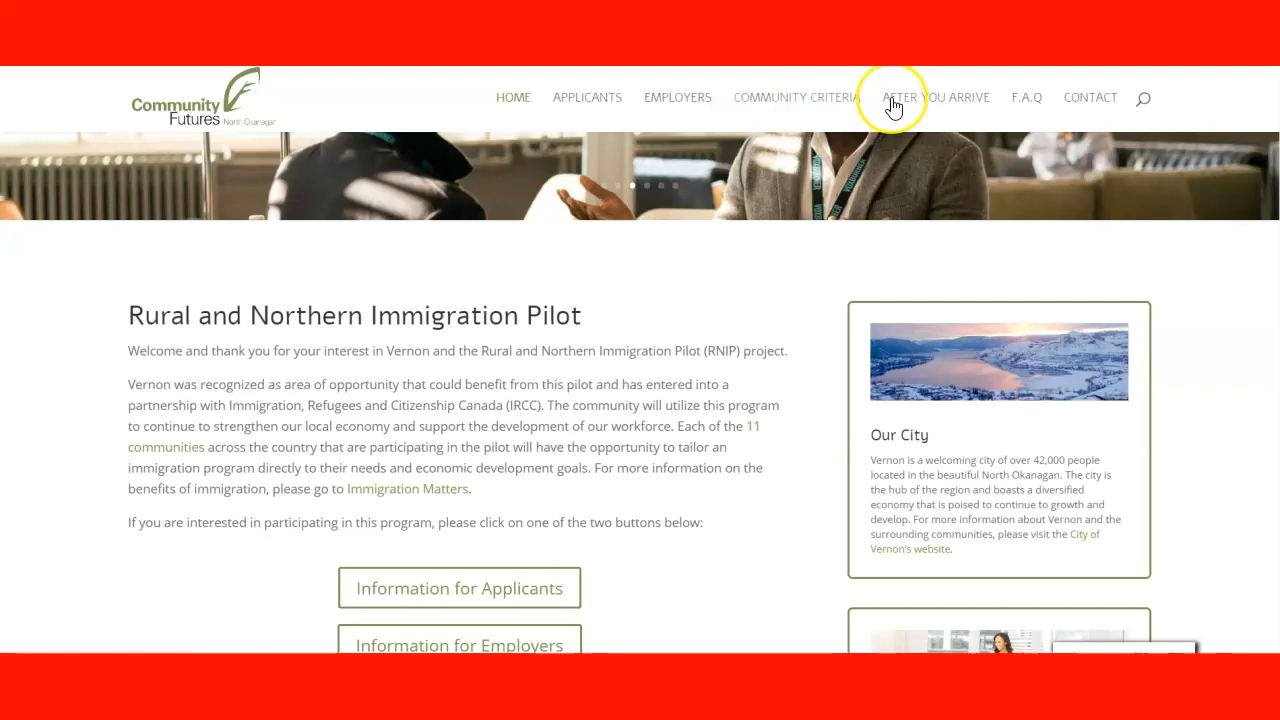 Community
Futures North Okanagan
HOME APPLICANTS EMPLOYERS COMMUNITY CRITERIA AFTER YOU ARRIVE F.A.Q CONTACT
Rural and Northern Immigration Pilot
Welcome and thank you for your interest in Vernon and the Rural and Northern Immigration Pilot (RNIP) project.
Vernon was recognized as area of opportunity that could benefit from this pilot and has entered into a
partnership with Immigration, Refugees and Citizenship Canada (IRCC). The community will utilize this program
to continue to strengthen our local economy and support the development of our workforce. Each of the 11
communities across the country that are participating in the pilot will have the opportunity to tailor an
immigration program directly to their needs and economic development goals. For more information on the
benefits of immigration, please go to Immigration Matters.
If you are interested in participating in this program, please click on one of the two buttons below:
Information for Applicants
Information for Employers
Our City
Vernon is a welcoming city of over 42,000 people
located in the beautiful North Okanagan. The city is
the hub of the region and boasts a diversified
economy that is poised to continue to growth and
develop. For more information about Vernon and the
surrounding communities, please visit the City of
Vernon's website.